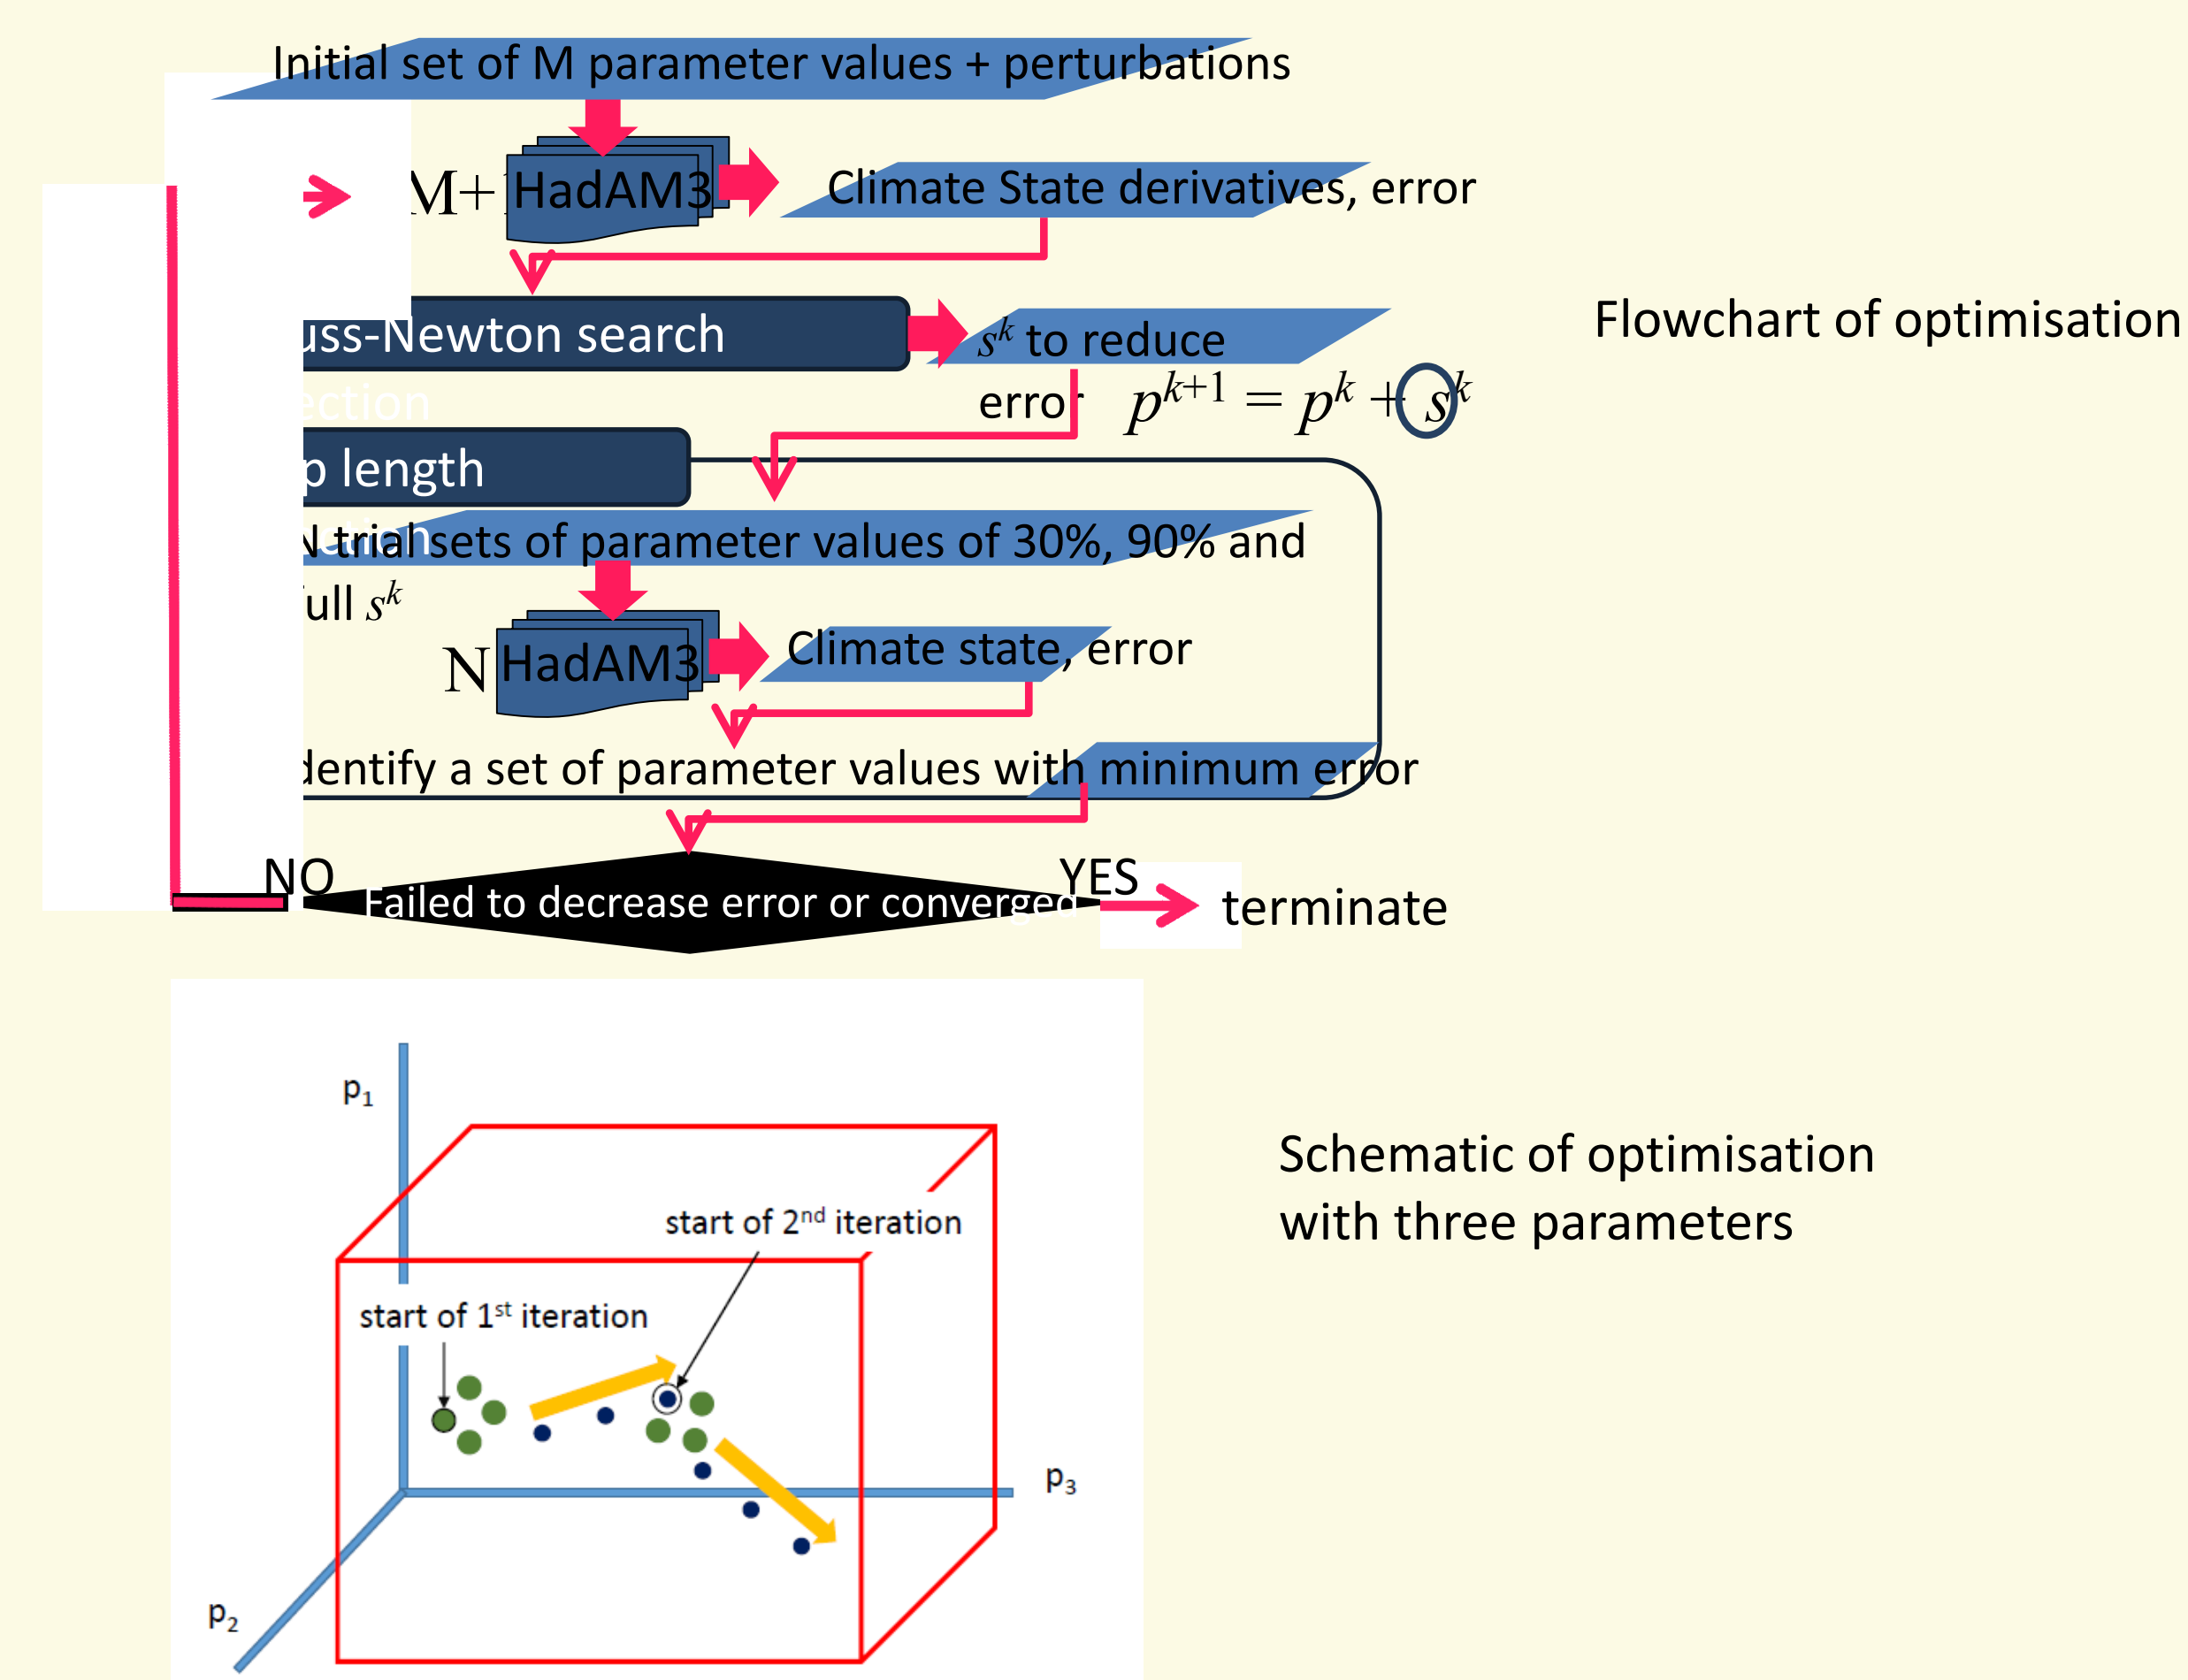 Initial set of M parameter values + perturbations
M+ HadAM3
Climate State derivatives, error
uss-Newton search
ection
s^k to reduce
error
p^{k+1} = p^k + s^k
Flowchart of optimisation
p length
N trial sets of parameter values of 30%, 90% and
ull s^k
N HadAM3
Climate state, error
dentify a set of parameter values with minimum error
NO
Failed to decrease error or converged
YES
terminate
p1
start of 2nd iteration
start of 1st iteration
p3
p2
Schematic of optimisation
with three parameters